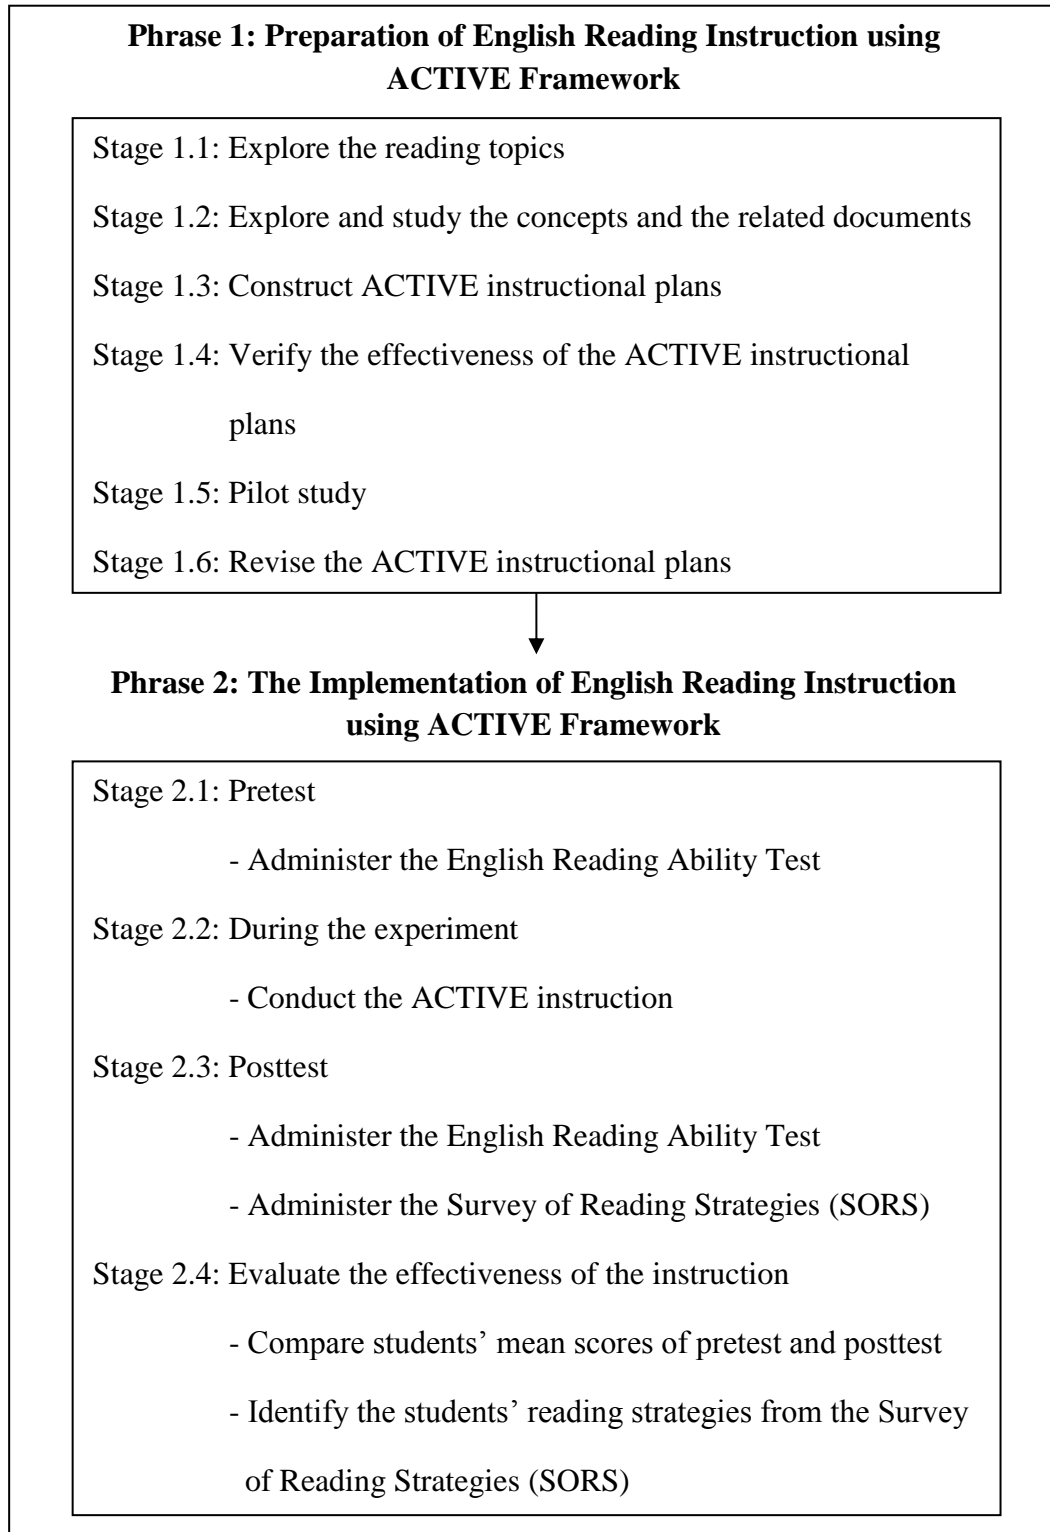 Phrase 1: Preparation of English Reading Instruction using
ACTIVE Framework
Stage 1.1: Explore the reading topics
Stage 1.2: Explore and study the concepts and the related documents
Stage 1.3: Construct ACTIVE instructional plans
Stage 1.4: Verify the effectiveness of the ACTIVE instructional
plans
Stage 1.5: Pilot study
Stage 1.6: Revise the ACTIVE instructional plans
Phrase 2: The Implementation of English Reading Instruction
using ACTIVE Framework
Stage 2.1: Pretest
- Administer the English Reading Ability Test
Stage 2.2: During the experiment
- Conduct the ACTIVE instruction
Stage 2.3: Posttest
- Administer the English Reading Ability Test
- Administer the Survey of Reading Strategies (SORS)
Stage 2.4: Evaluate the effectiveness of the instruction
- Compare students’ mean scores of pretest and posttest
- Identify the students’ reading strategies from the Survey
of Reading Strategies (SORS)